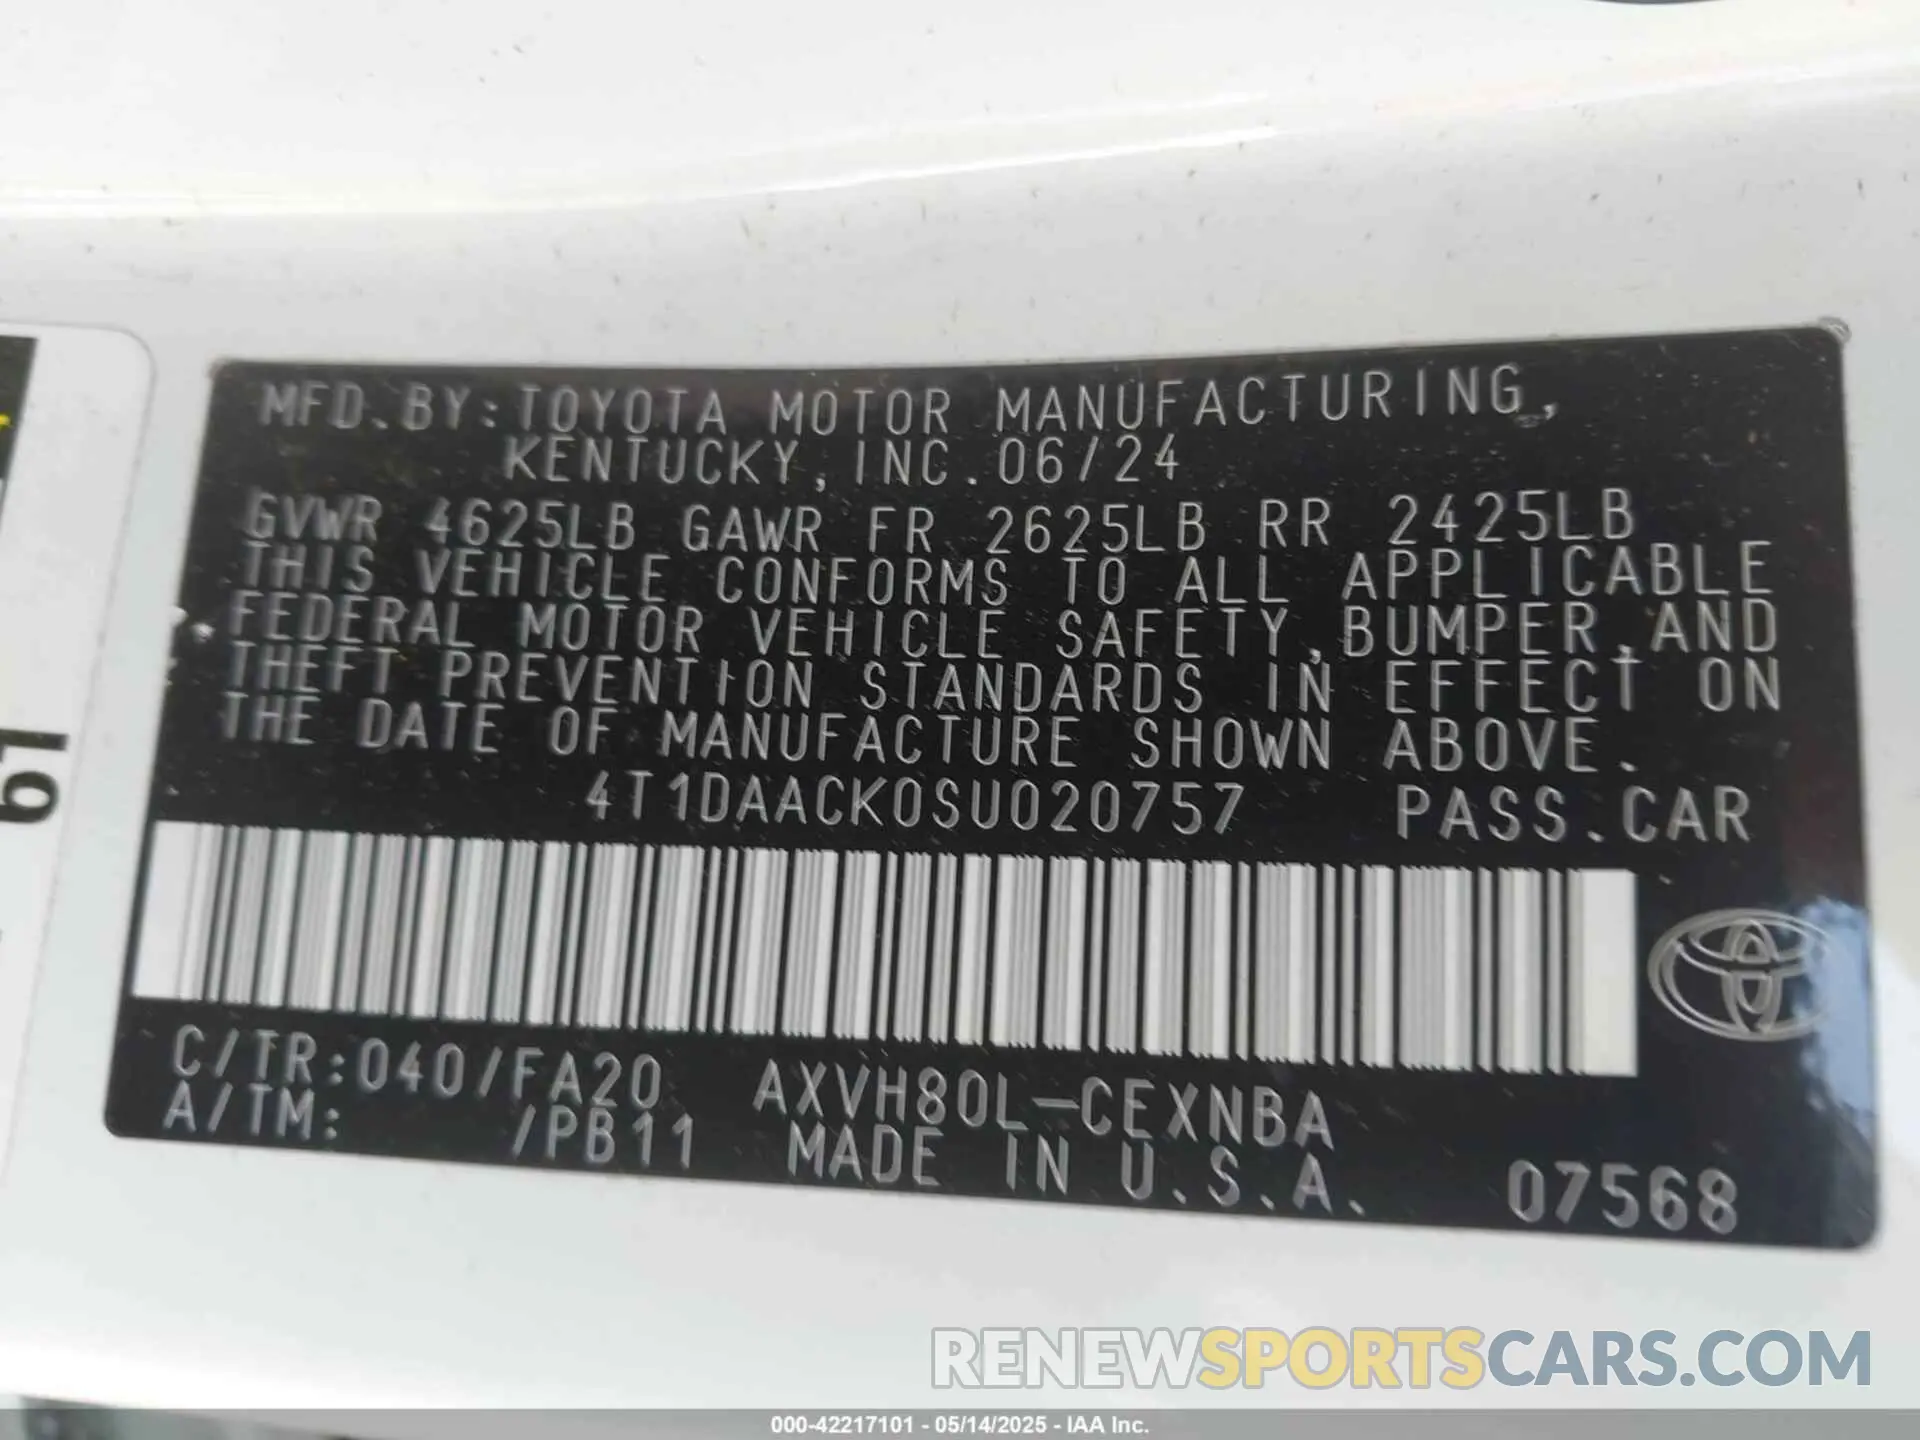 MFD.BY:TOYOTA MOTOR MANUFACTURING,
KENTUCKY,INC.06/24
GVWR 4625LB GAWR FR 2625LB RR 2425LB
THIS VEHICLE CONFORMS TO ALL APPLICABLE
FEDERAL MOTOR VEHICLE SAFETY,BUMPER,AND
THEFT PREVENTION STANDARDS IN EFFECT ON
THE DATE OF MANUFACTURE SHOWN ABOVE.
4T1DAACK0SU020757 PASS.CAR
C/TR:040/FA20 AXVH80L-CEXNBA
A/TM: /PB11 MADE IN U.S.A. 07568
61
RENEWSPORTSCARS.COM
000-42217101 - 05/14/2025 - IAA Inc.